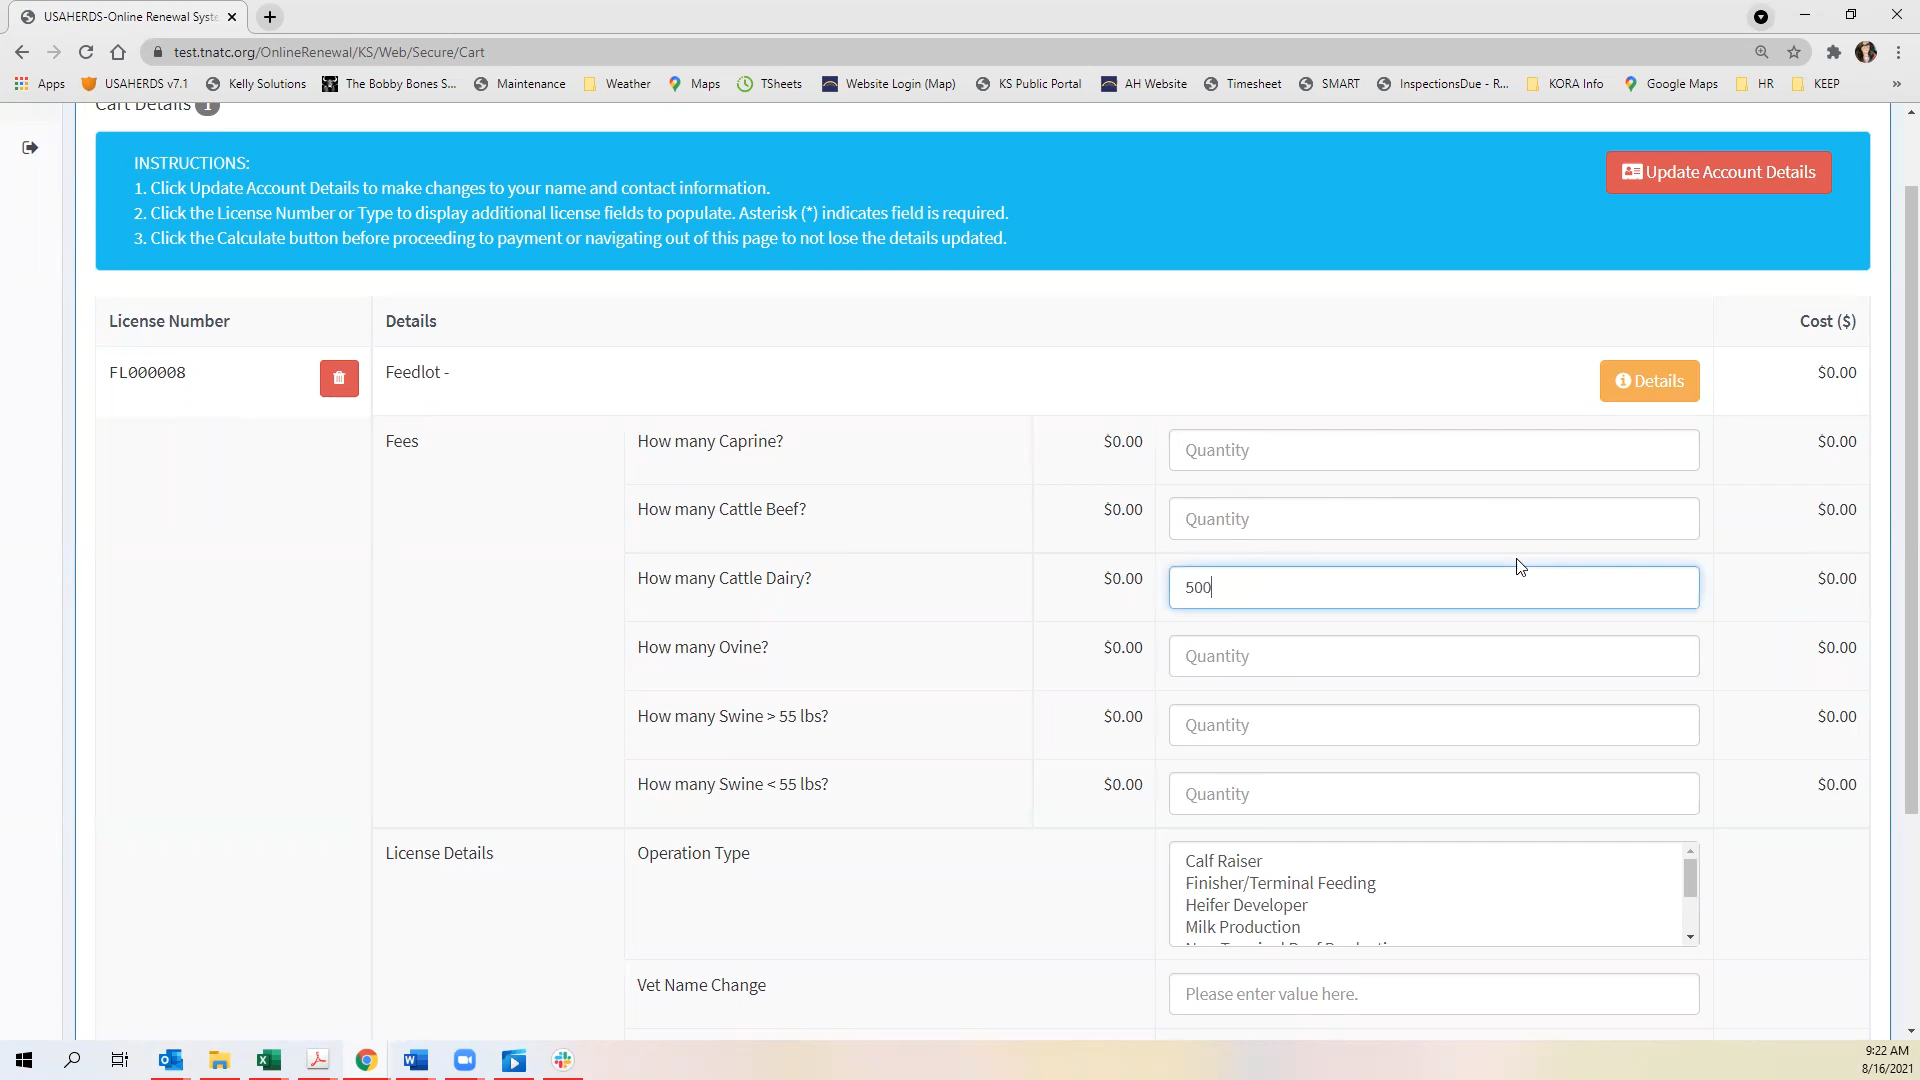 USAHERDS-Online Renewal Syste
test.tnatc.org/OnlineRenewal/KS/Web/Secure/Cart
Apps USAHERDS v7.1 Kelly Solutions The Bobby Bones S... Maintenance Weather Maps TSheets Website Login (Map) KS Public Portal AH Website Timesheet SMART InspectionsDue - R... KORA Info Google Maps HR KEEP »
Cart Details 1
INSTRUCTIONS:
1. Click Update Account Details to make changes to your name and contact information.
2. Click the License Number or Type to display additional license fields to populate. Asterisk (*) indicates field is required.
3. Click the Calculate button before proceeding to payment or navigating out of this page to not lose the details updated.
Update Account Details
License Number Details Cost ($)
FL000008 Feedlot - Details $0.00
Fees How many Caprine? $0.00 Quantity $0.00
How many Cattle Beef? $0.00 Quantity $0.00
How many Cattle Dairy? $0.00 500 $0.00
How many Ovine? $0.00 Quantity $0.00
How many Swine > 55 lbs? $0.00 Quantity $0.00
How many Swine < 55 lbs? $0.00 Quantity $0.00
License Details Operation Type Calf Raiser
Finisher/Terminal Feeding
Heifer Developer
Milk Production
Vet Name Change Please enter value here.
9:22 AM
8/16/2021